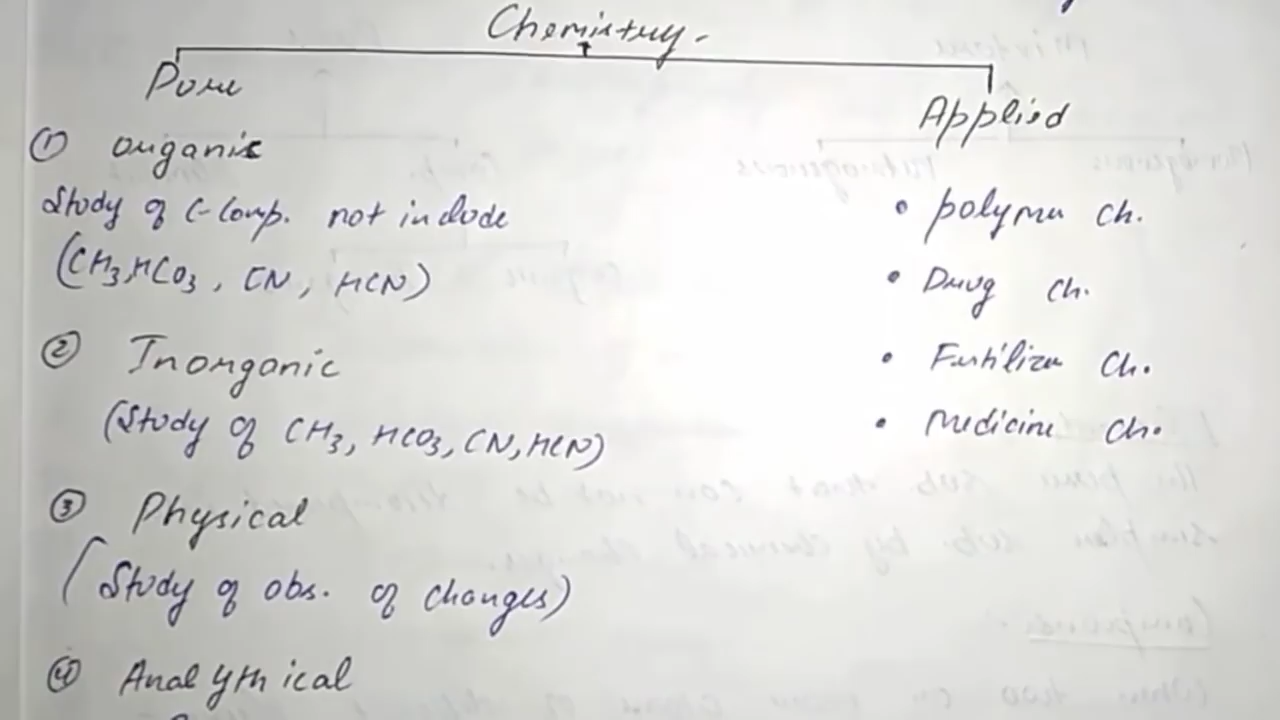 Chemistry.
Pure
Applied
① organic
Study of C-Comp. not include
(CH3, HCO3, CN, HCN)
② Inorganic
(Study of CH3, HCO3, CN, HCN)
③ Physical
(Study of obs. of changes)
④ Analythical
• polymer Ch.
• Drug Ch.
• Fertilizer Ch.
• Medicine Ch.